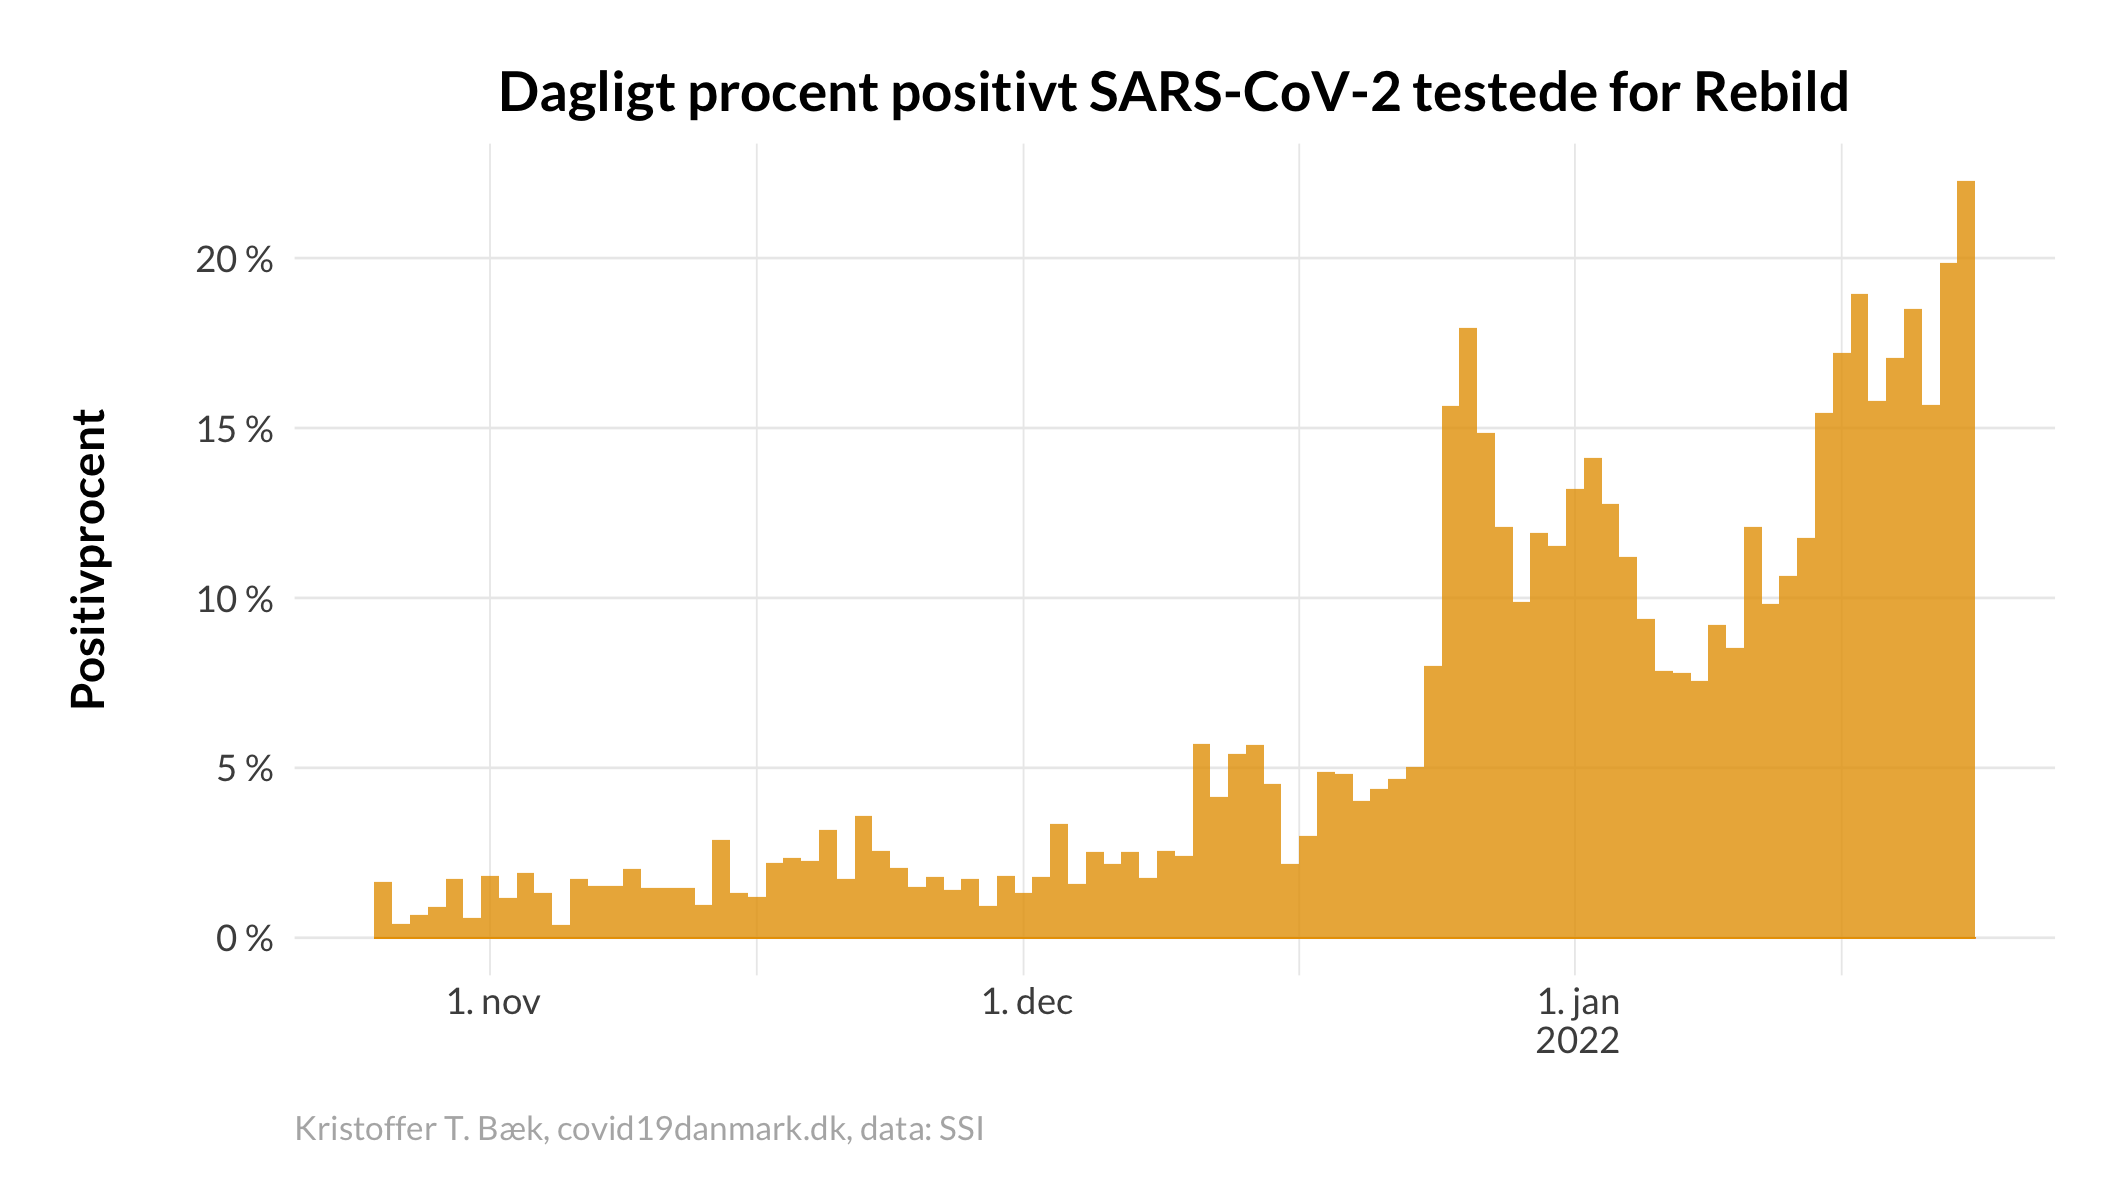 Dagligt procent positivt SARS-CoV-2 testede for Rebild
Positivprocent
20 %
15 %
10 %
5 %
0 %
1. nov
1. dec
1. jan
2022
Kristoffer T. Bæk, covid19danmark.dk, data: SSI